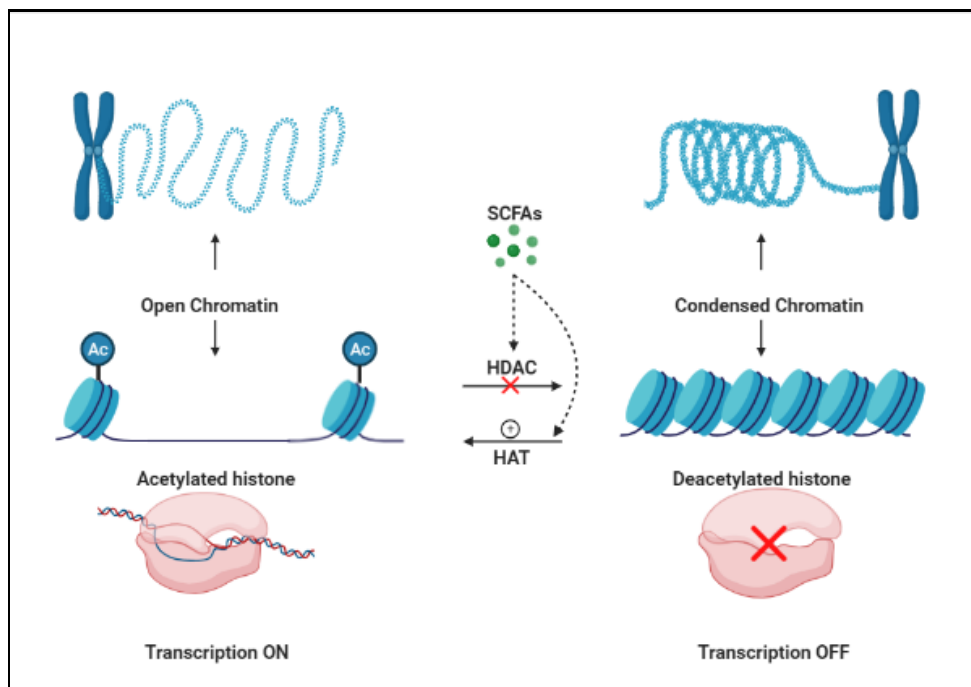 SCFAs
Open Chromatin
Condensed Chromatin
Ac
Ac
HDAC
+
HAT
Acetylated histone
Deacetylated histone
Transcription ON
Transcription OFF